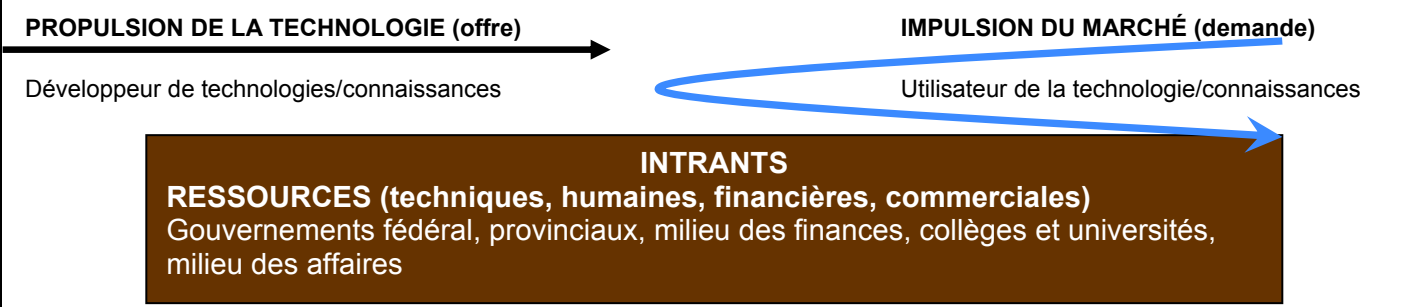 PROPULSION DE LA TECHNOLOGIE (offre)
IMPULSION DU MARCHÉ (demande)
Développeur de technologies/connaissances
Utilisateur de la technologie/connaissances
INTRANTS
RESSOURCES (techniques, humaines, financières, commerciales)
Gouvernements fédéral, provinciaux, milieu des finances, collèges et universités,
milieu des affaires